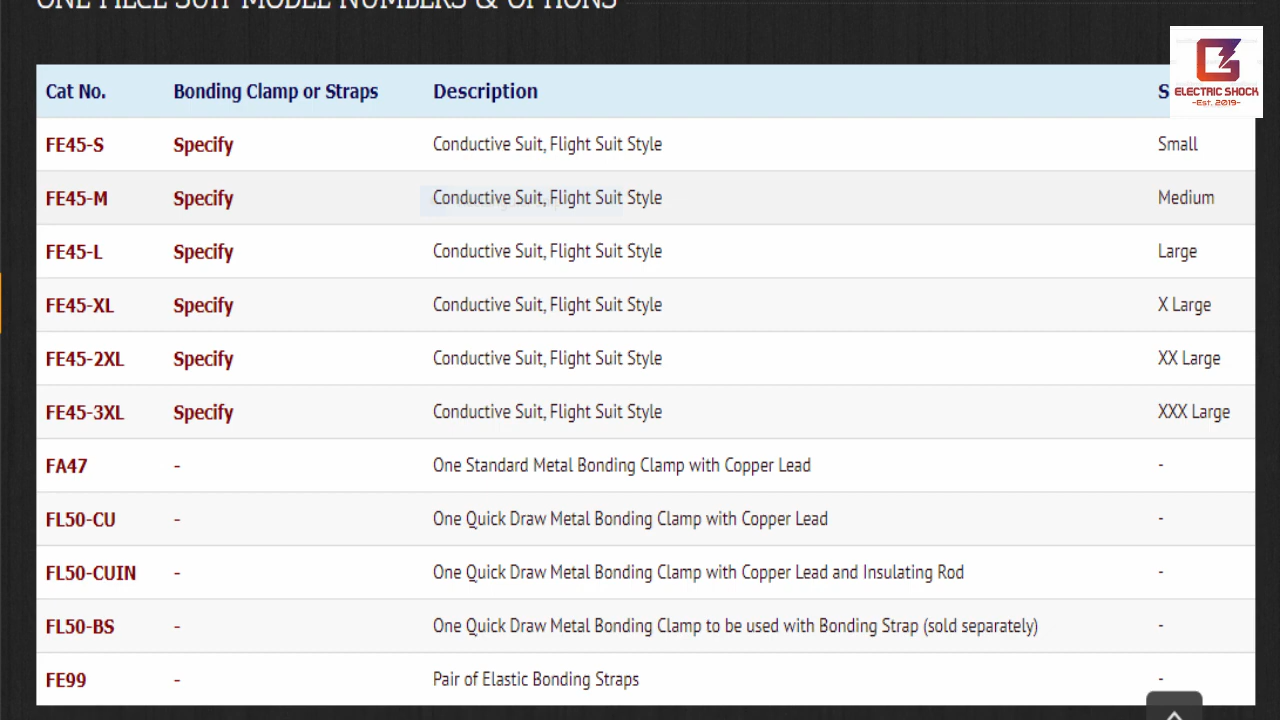 ONE PIECE SUIT MODEL NUMBERS & OPTIONS
Cat No. Bonding Clamp or Straps Description S
ELECTRIC SHOCK
-Est. 2019-
FE45-S Specify Conductive Suit, Flight Suit Style Small
FE45-M Specify Conductive Suit, Flight Suit Style Medium
FE45-L Specify Conductive Suit, Flight Suit Style Large
FE45-XL Specify Conductive Suit, Flight Suit Style X Large
FE45-2XL Specify Conductive Suit, Flight Suit Style XX Large
FE45-3XL Specify Conductive Suit, Flight Suit Style XXX Large
FA47 - One Standard Metal Bonding Clamp with Copper Lead -
FL50-CU - One Quick Draw Metal Bonding Clamp with Copper Lead -
FL50-CUIN - One Quick Draw Metal Bonding Clamp with Copper Lead and Insulating Rod -
FL50-BS - One Quick Draw Metal Bonding Clamp to be used with Bonding Strap (sold separately) -
FE99 - Pair of Elastic Bonding Straps -